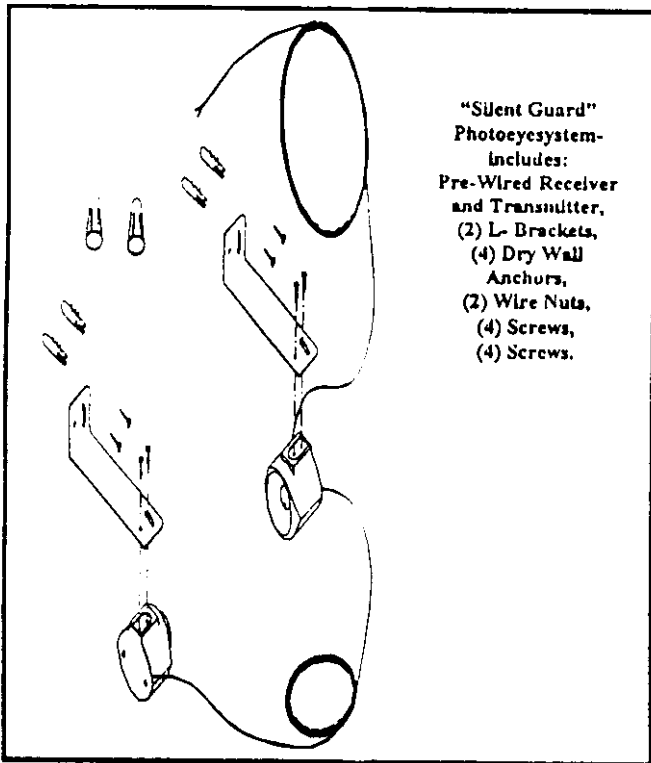 "Silent Guard"
Photoeyesystem-
includes:
Pre-Wired Receiver
and Transmitter,
(2) L- Brackets,
(4) Dry Wall
Anchors,
(2) Wire Nuts,
(4) Screws,
(4) Screws.